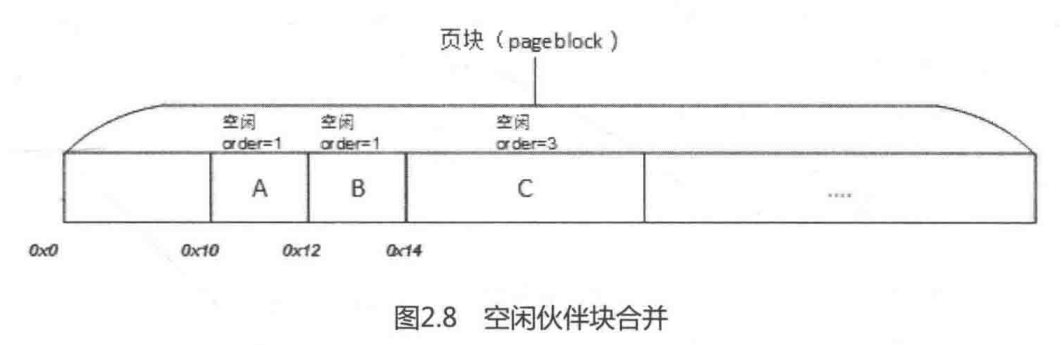 页块（pageblock）
空闲 空闲 空闲
order=1 order=1 order=3
A B C ....
0x0 0x10 0x12 0x14
图2.8 空闲伙伴块合并